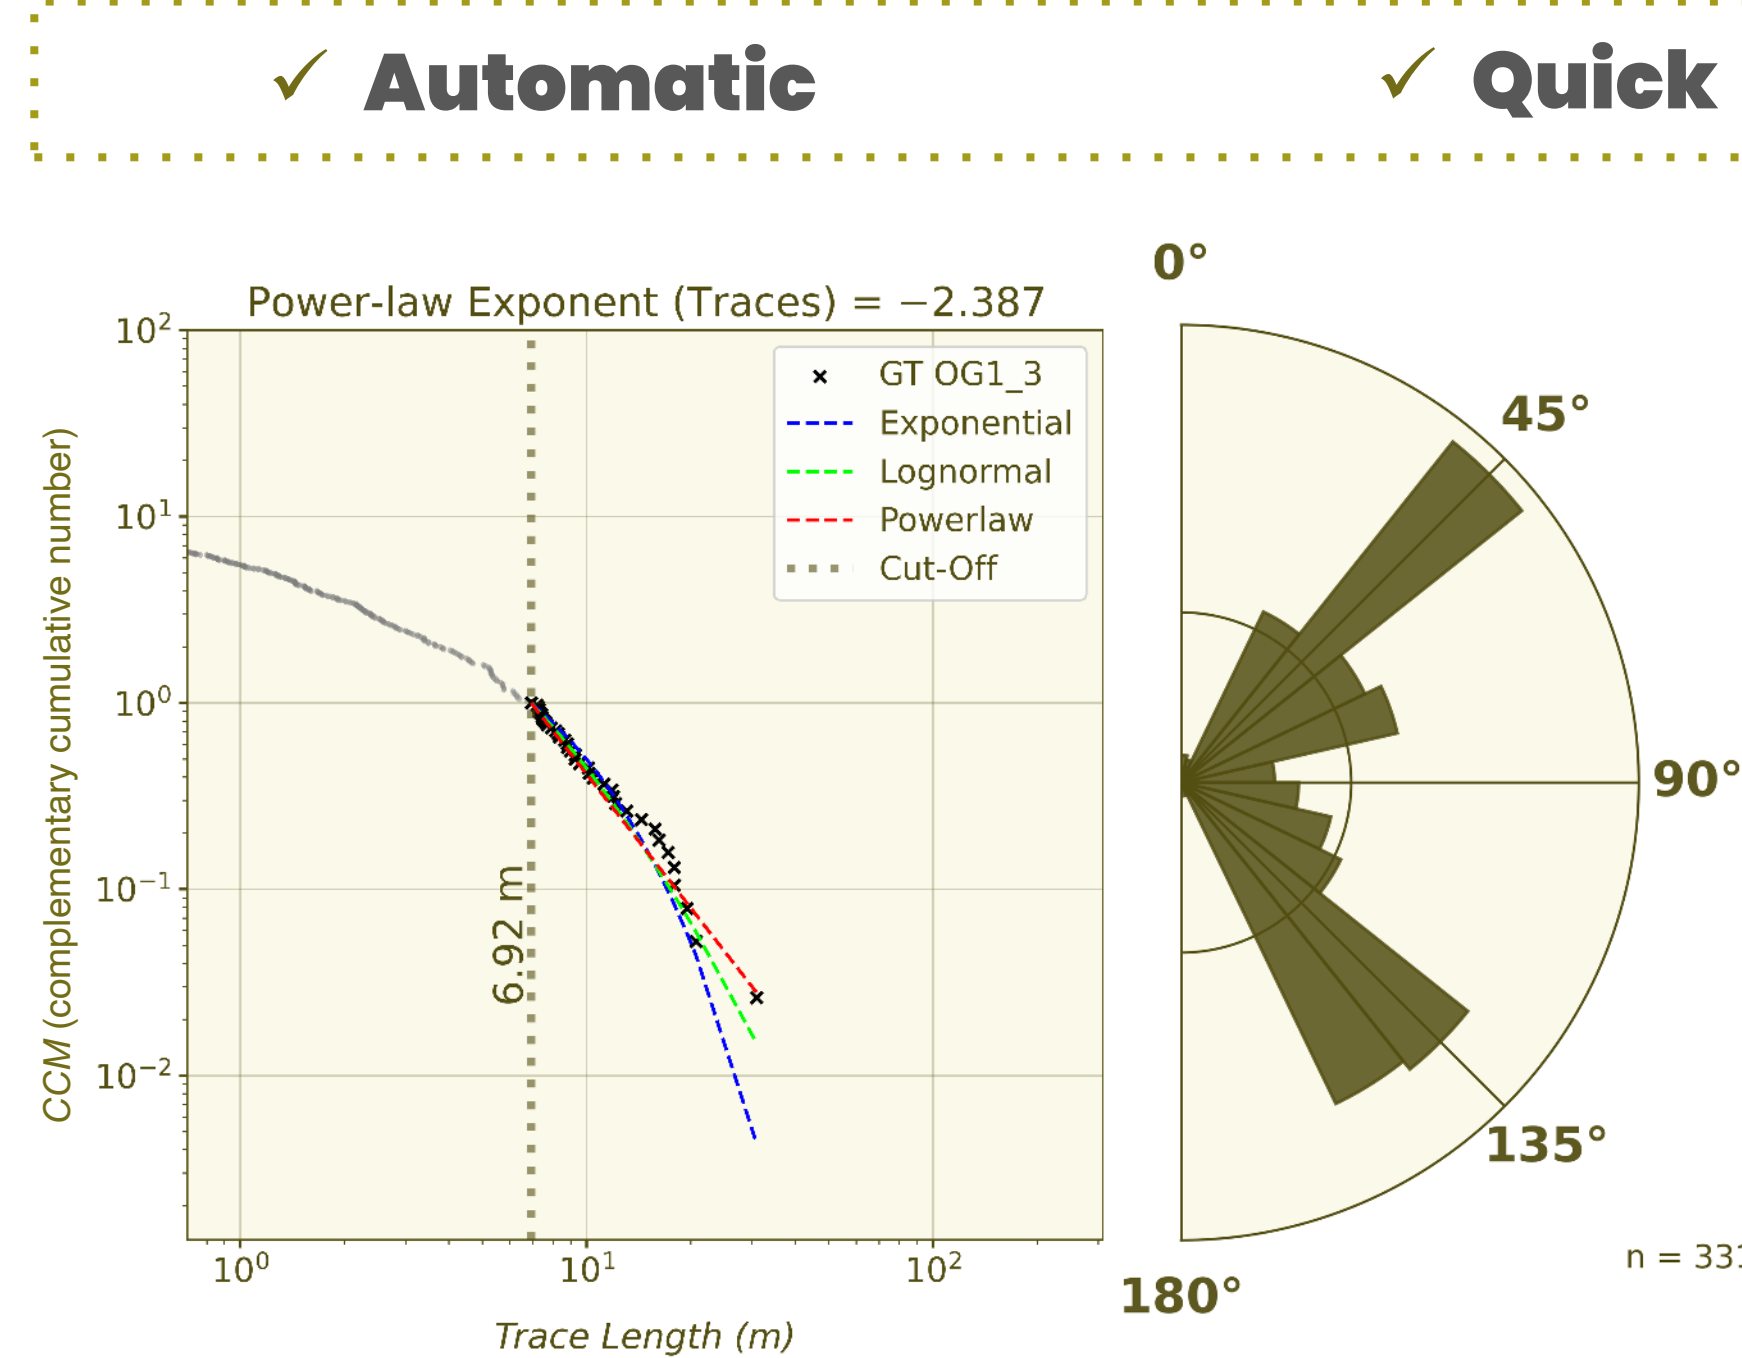 ✓ Automatic
✓ Quick
Power-law Exponent (Traces) = −2.387
CCM (complementary cumulative number)
10²
10¹
10⁰
10⁻¹
10⁻²
GT OG1_3
Exponential
Lognormal
Powerlaw
Cut-Off
6.92 m
10⁰
10¹
10²
Trace Length (m)
0°
45°
90°
135°
180°
n = 331